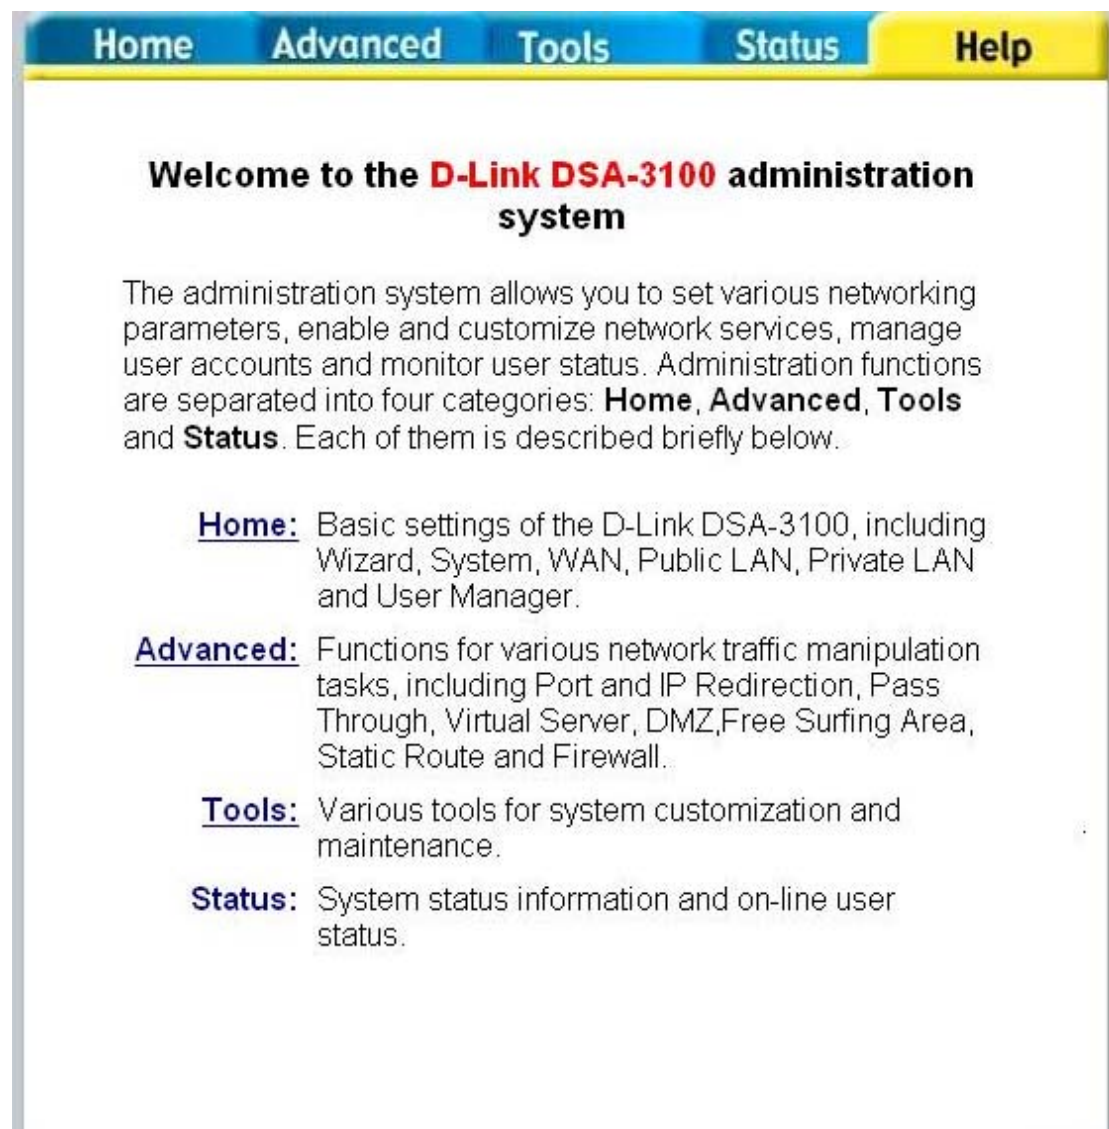 Home Advanced Tools Status Help
Welcome to the D-Link DSA-3100 administration
system
The administration system allows you to set various networking
parameters, enable and customize network services, manage
user accounts and monitor user status. Administration functions
are separated into four categories: Home, Advanced, Tools
and Status. Each of them is described briefly below.
Home: Basic settings of the D-Link DSA-3100, including
Wizard, System, WAN, Public LAN, Private LAN
and User Manager.
Advanced: Functions for various network traffic manipulation
tasks, including Port and IP Redirection, Pass
Through, Virtual Server, DMZ,Free Surfing Area,
Static Route and Firewall.
Tools: Various tools for system customization and
maintenance.
Status: System status information and on-line user
status.